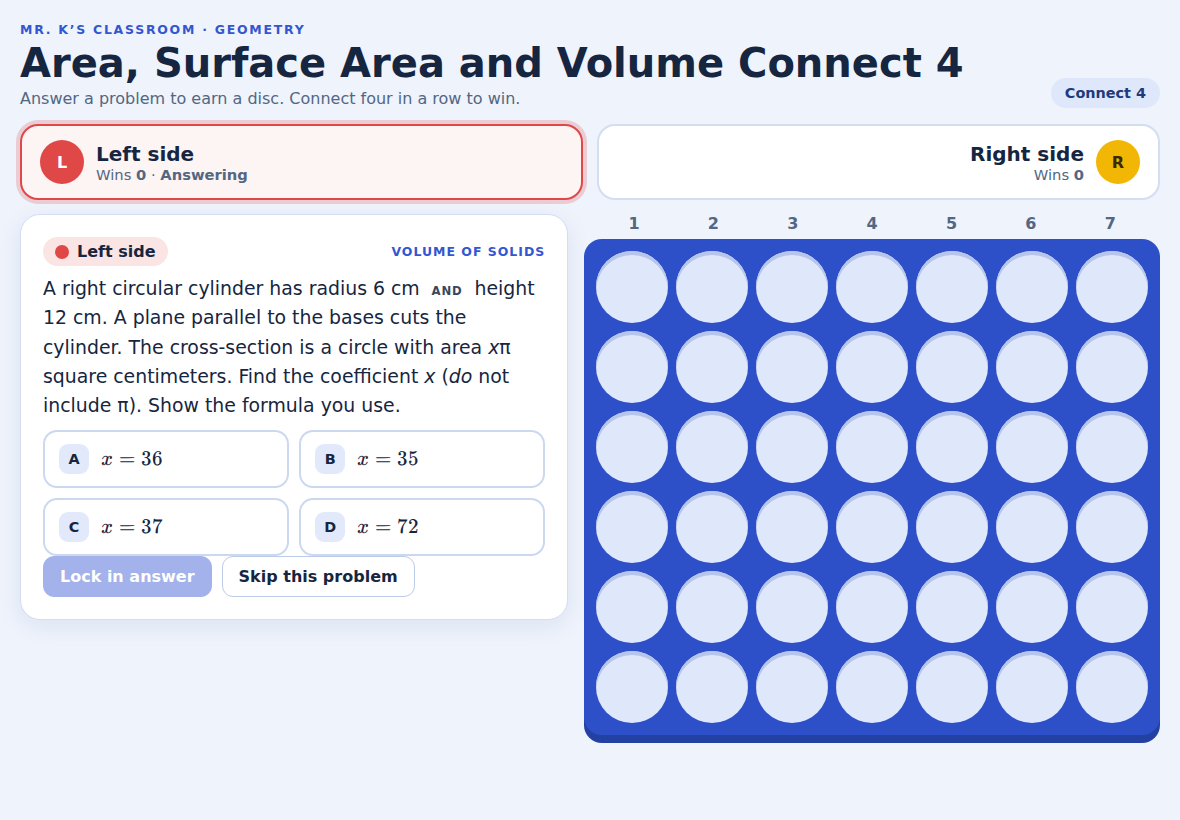 MR. K’S CLASSROOM · GEOMETRY
Area, Surface Area and Volume Connect 4
Answer a problem to earn a disc. Connect four in a row to win.
Connect 4
L
Left side
Wins 0 · Answering
Right side
Wins 0
R
Left side
VOLUME OF SOLIDS
A right circular cylinder has radius 6 cm AND height
12 cm. A plane parallel to the bases cuts the
cylinder. The cross-section is a circle with area xπ
square centimeters. Find the coefficient x (do not
include π). Show the formula you use.
A x = 36
B x = 35
C x = 37
D x = 72
Lock in answer
Skip this problem
1 2 3 4 5 6 7